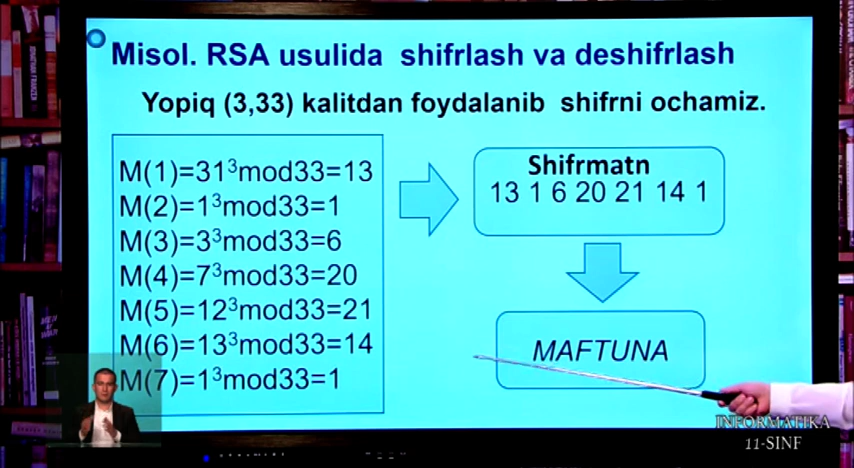 Misol. RSA usulida shifrlash va deshifrlash
Yopiq (3,33) kalitdan foydalanib shifrni ochamiz.
M(1)=31³mod33=13
M(2)=1³mod33=1
M(3)=3³mod33=6
M(4)=7³mod33=20
M(5)=12³mod33=21
M(6)=13³mod33=14
M(7)=1³mod33=1
Shifrmatn
13 1 6 20 21 14 1
MAFTUNA
INFORMATIKA
11-SINF